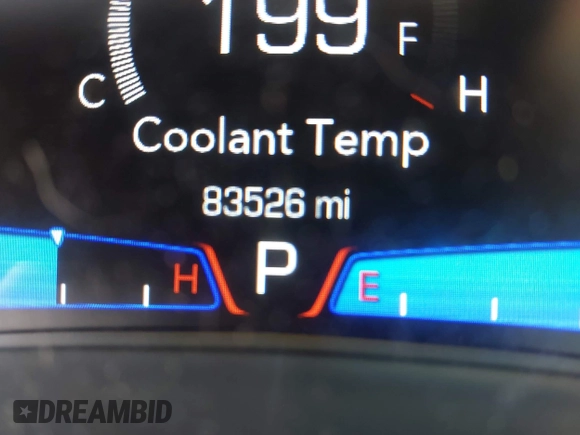 199 F
C H
Coolant Temp
83526 mi
H P E
DREAMBID